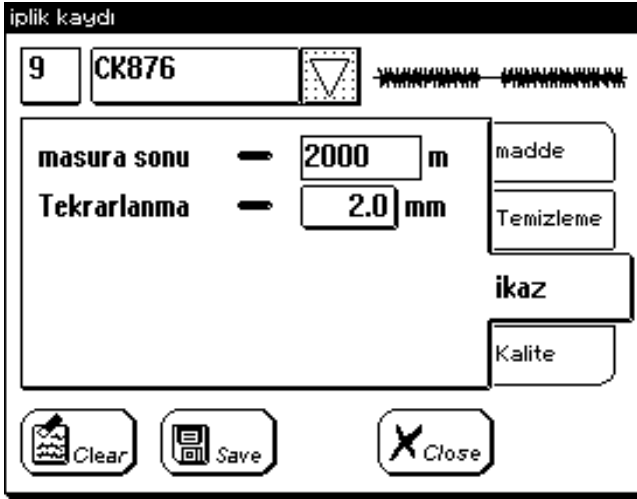 iplik kaydı
9 CK876
masura sonu 2000 m
Tekrarlanma 2.0 mm
madde
Temizleme
ikaz
Kalite
Clear Save Close